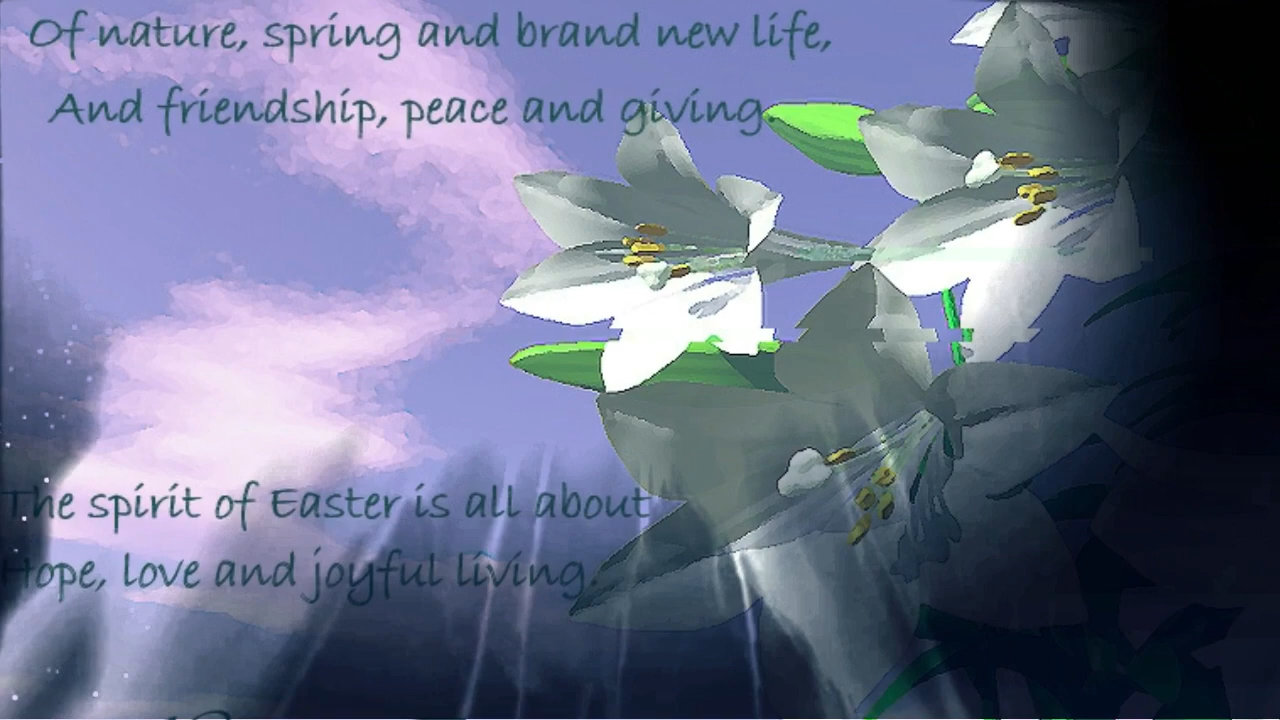 Of nature, spring and brand new life,
And friendship, peace and giving.
The spirit of Easter is all about
Hope, love and joyful living.